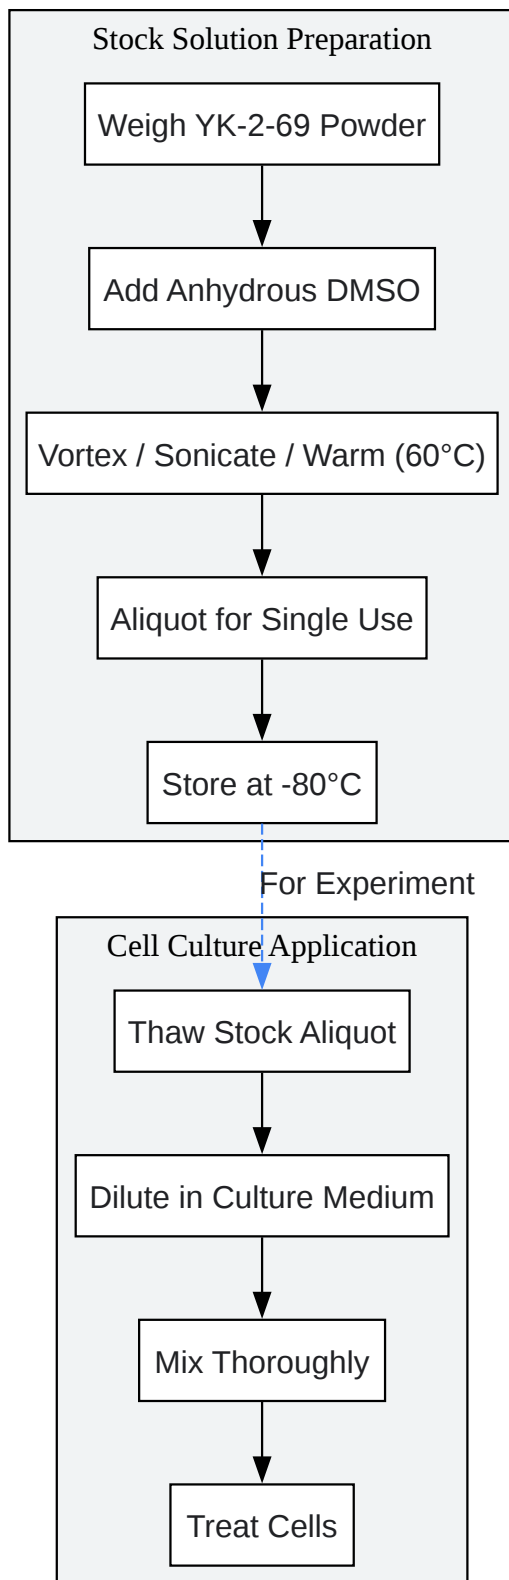 Stock Solution Preparation
Weigh YK-2-69 Powder
Add Anhydrous DMSO
Vortex / Sonicate / Warm (60°C)
Aliquot for Single Use
Store at -80°C
For Experiment
Cell Culture Application
Thaw Stock Aliquot
Dilute in Culture Medium
Mix Thoroughly
Treat Cells